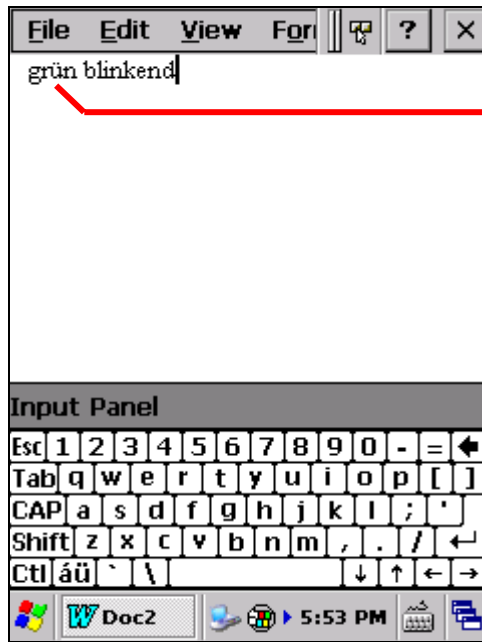 File Edit View For ? ×
grün blinkend
Input Panel
Esc 1 2 3 4 5 6 7 8 9 0 - =
Tab q w e r t y u i o p [ ]
CAP a s d f g h j k l ; '
Shift z x c v b n m , . /
Ctl áü ` \ ↓ ↑ ← →
Doc2 5:53 PM